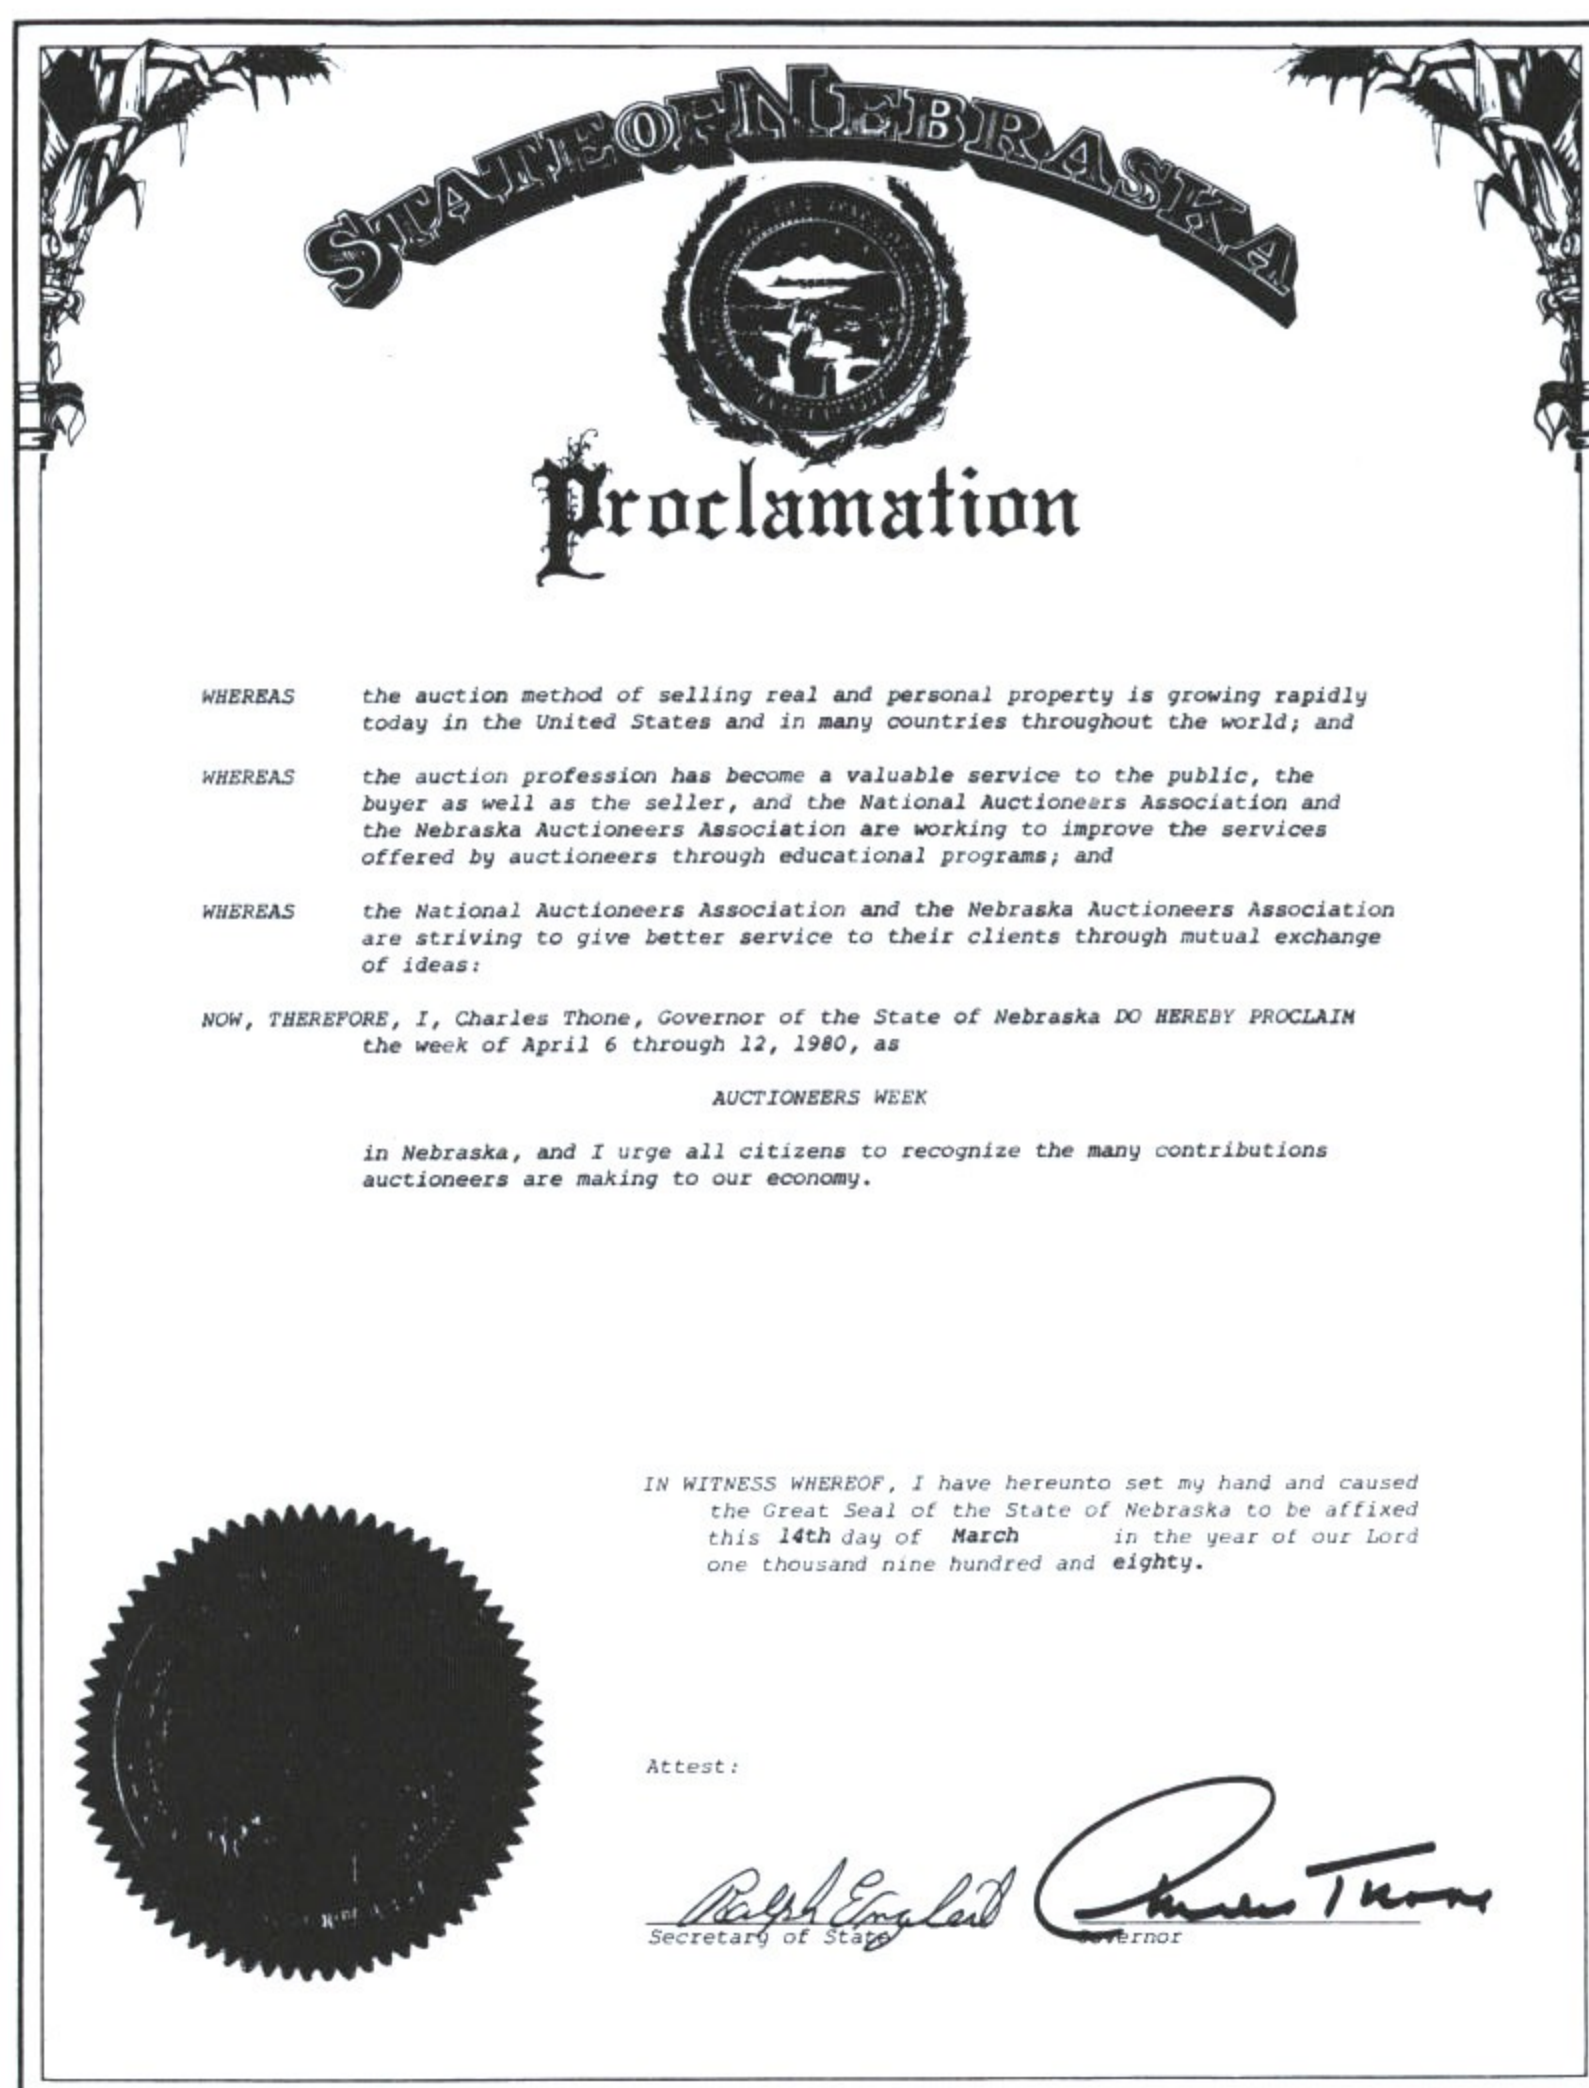 STATE OF NEBRASKA
Proclamation
WHEREAS the auction method of selling real and personal property is growing rapidly
today in the United States and in many countries throughout the world; and
WHEREAS the auction profession has become a valuable service to the public, the
buyer as well as the seller, and the National Auctioneers Association and
the Nebraska Auctioneers Association are working to improve the services
offered by auctioneers through educational programs; and
WHEREAS the National Auctioneers Association and the Nebraska Auctioneers Association
are striving to give better service to their clients through mutual exchange
of ideas:
NOW, THEREFORE, I, Charles Thone, Governor of the State of Nebraska DO HEREBY PROCLAIM
the week of April 6 through 12, 1980, as
AUCTIONEERS WEEK
in Nebraska, and I urge all citizens to recognize the many contributions
auctioneers are making to our economy.
IN WITNESS WHEREOF, I have hereunto set my hand and caused
the Great Seal of the State of Nebraska to be affixed
this 14th day of March in the year of our Lord
one thousand nine hundred and eighty.
Attest:
Ralph Englert Charles Thone
Secretary of State Governor